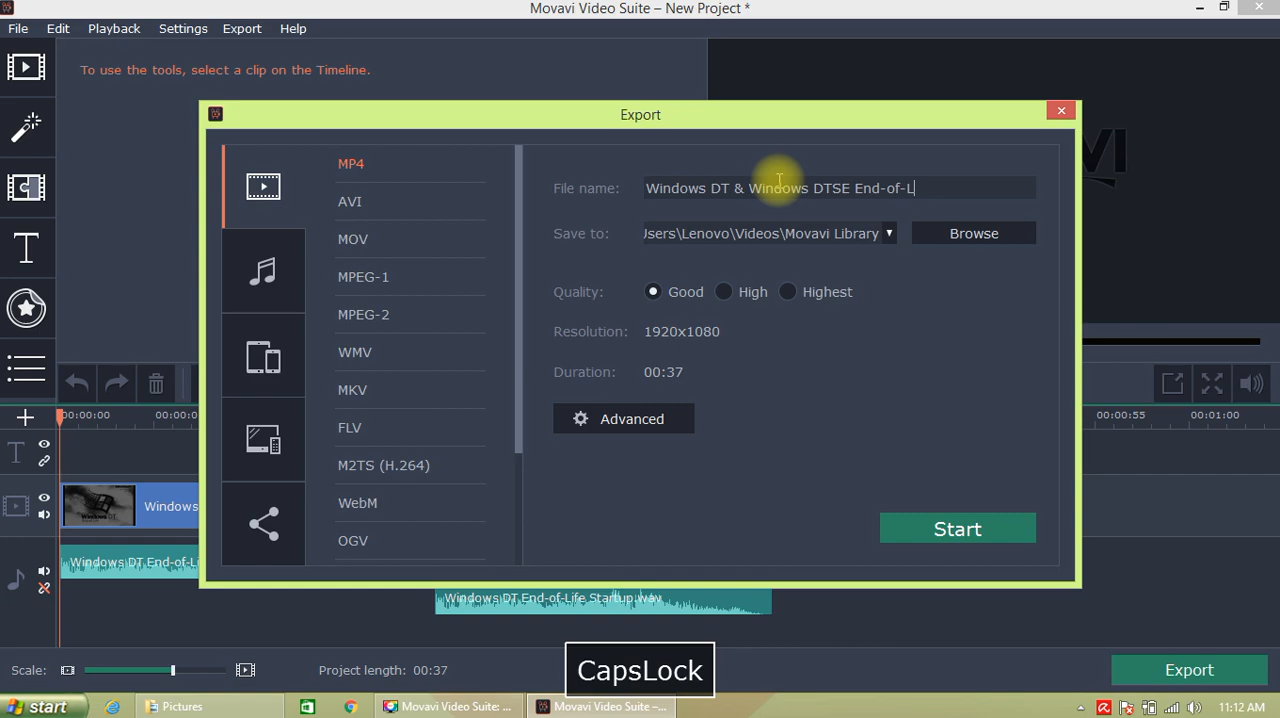 Movavi Video Suite – New Project *
File Edit Playback Settings Export Help
To use the tools, select a clip on the Timeline.
Export
MP4
AVI
MOV
MPEG-1
MPEG-2
WMV
MKV
FLV
M2TS (H.264)
WebM
OGV
File name: Windows DT & Windows DTSE End-of-L
Save to: Users\Lenovo\Videos\Movavi Library Browse
Quality: Good High Highest
Resolution: 1920x1080
Duration: 00:37
Advanced
Start
00:00:00 00:00:55 00:01:00
Windows
Windows DT End-of-Li
Windows DT End-of-Life Startup.wav
CapsLock
Scale: Project length: 00:37 Export
start Pictures Movavi Video Suite: ... Movavi Video Suite –... 11:12 AM